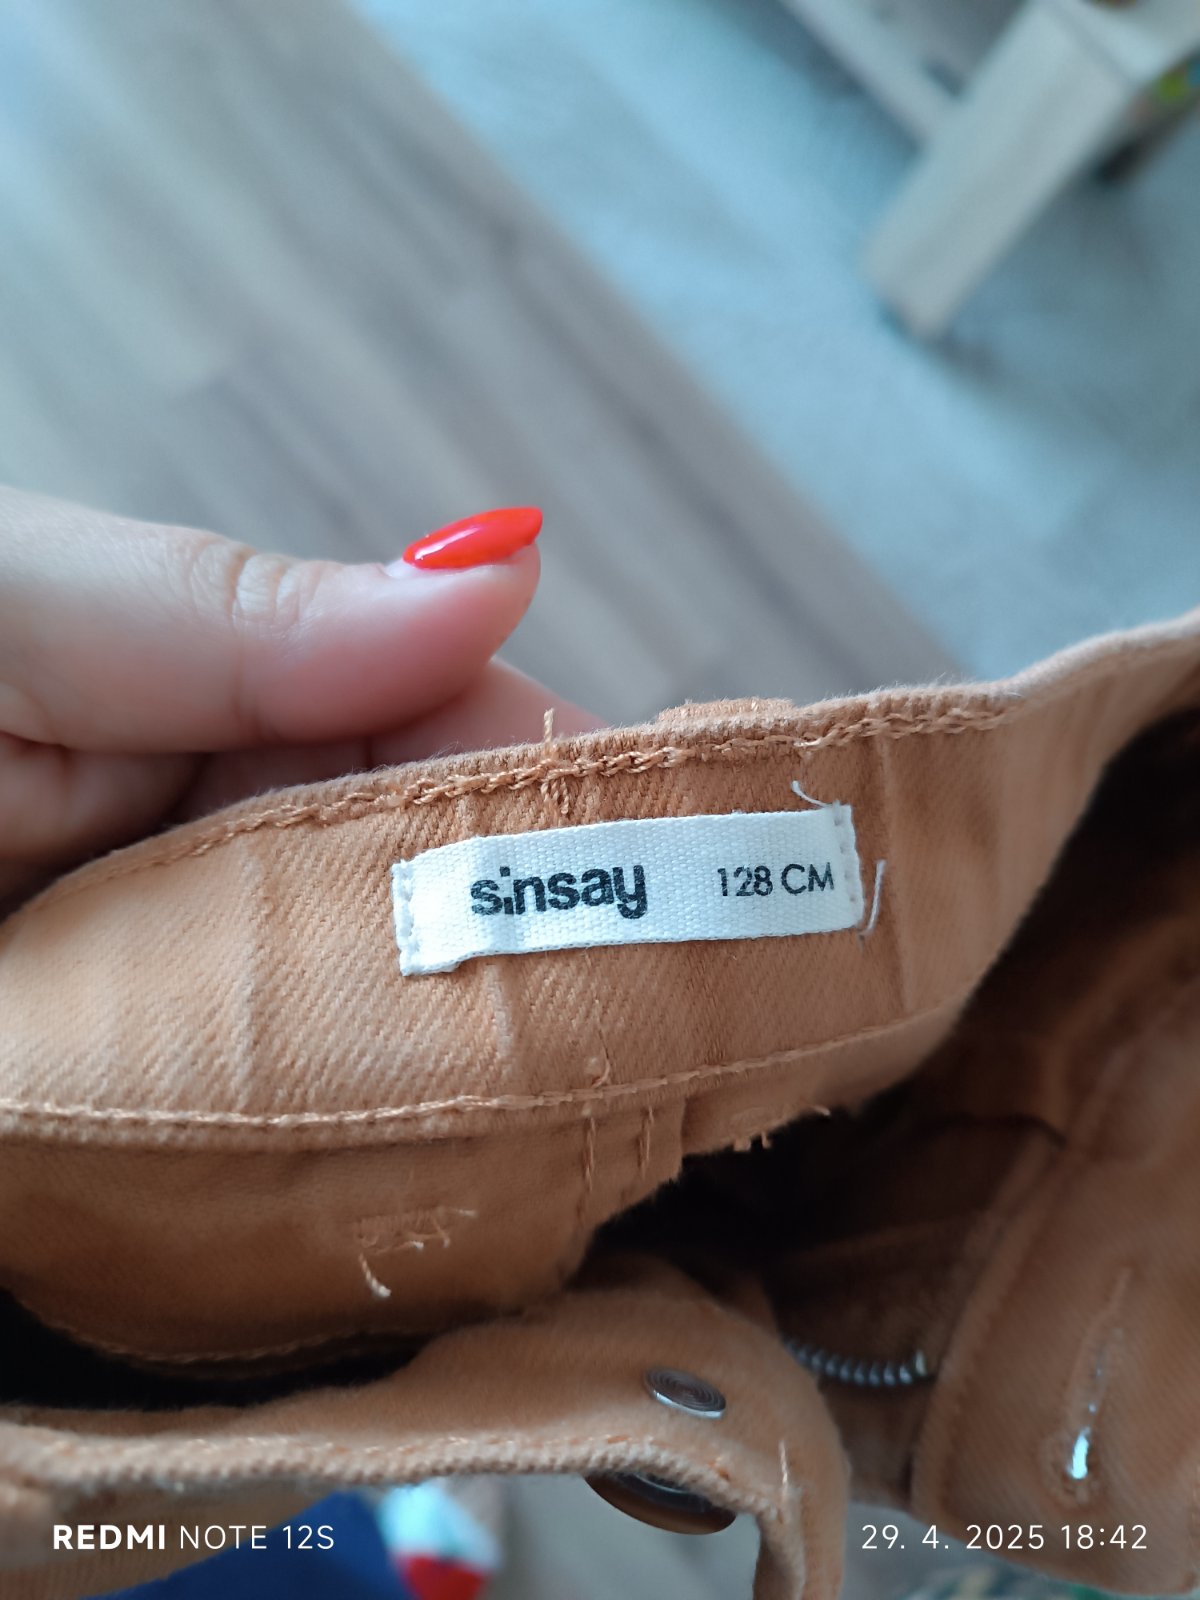 sinsay 128 CM
REDMI NOTE 12S
29. 4. 2025 18:42